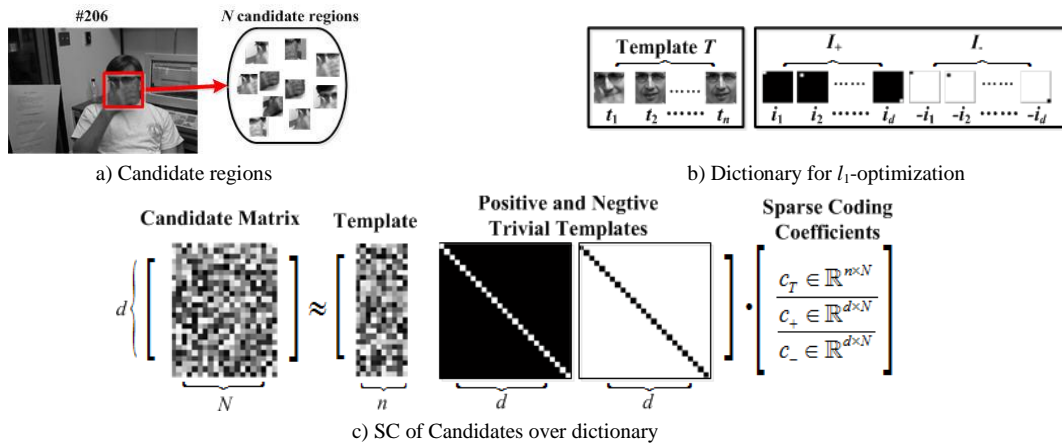 #206
N candidate regions
a) Candidate regions
Template T
t1 t2 ⋯⋯ tn
I+ I-
i1 i2 ⋯⋯ id -i1 -i2 ⋯⋯ -id
b) Dictionary for l1-optimization
Candidate Matrix
Template
Positive and Negtive
Trivial Templates
Sparse Coding
Coefficients
d { [ ] ≈ [ ] • [ ]
cT ∈ ℝn×N
c+ ∈ ℝd×N
c− ∈ ℝd×N
N n d d
c) SC of Candidates over dictionary